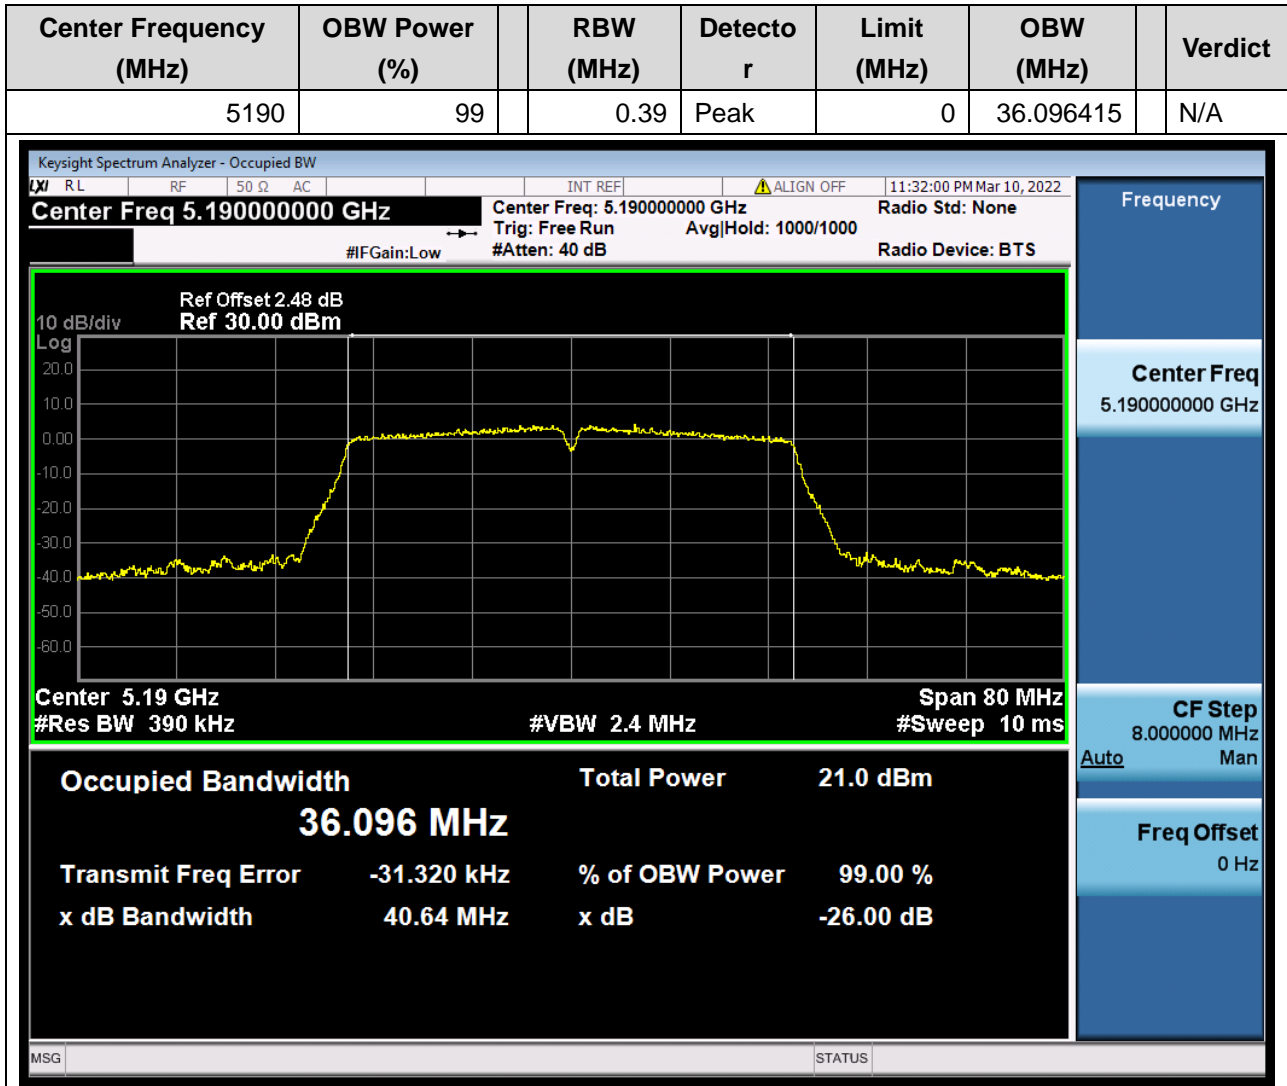 Center Frequency (MHz) OBW Power (%) RBW (MHz) Detecto r Limit (MHz) OBW (MHz) Verdict
5190 99 0.39 Peak 0 36.096415 N/A
Keysight Spectrum Analyzer - Occupied BW
LXI RL RF 50 Ω AC INT REF ALIGN OFF 11:32:00 PM Mar 10, 2022
Center Freq 5.190000000 GHz Center Freq: 5.190000000 GHz Radio Std: None
Trig: Free Run Avg|Hold: 1000/1000
#IFGain:Low #Atten: 40 dB Radio Device: BTS
Ref Offset 2.48 dB
10 dB/div Ref 30.00 dBm
Log
20.0
10.0
0.00
-10.0
-20.0
-30.0
-40.0
-50.0
-60.0
Center 5.19 GHz Span 80 MHz
#Res BW 390 kHz #VBW 2.4 MHz #Sweep 10 ms
Occupied Bandwidth Total Power 21.0 dBm
36.096 MHz
Transmit Freq Error -31.320 kHz % of OBW Power 99.00 %
x dB Bandwidth 40.64 MHz x dB -26.00 dB
MSG STATUS
Frequency
Center Freq
5.190000000 GHz
CF Step
8.000000 MHz
Auto Man
Freq Offset
0 Hz